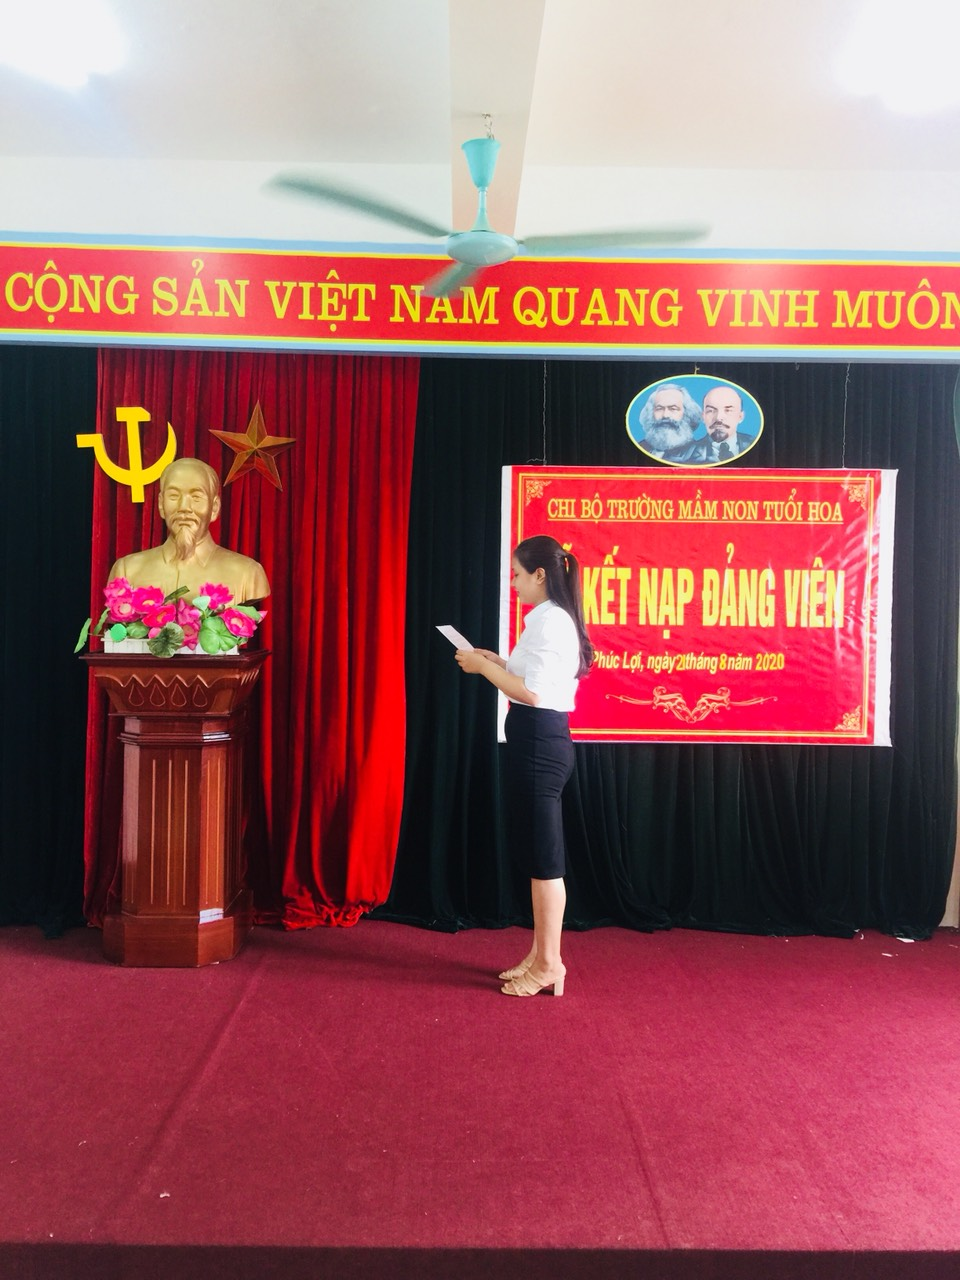 CỘNG SẢN VIỆT NAM QUANG VINH MUÔN
CHI BỘ TRƯỜNG MẦM NON TUỔI HOA
KẾT NẠP ĐẢNG VIÊN
Phúc Lợi, ngày 21 tháng 8 năm 2020